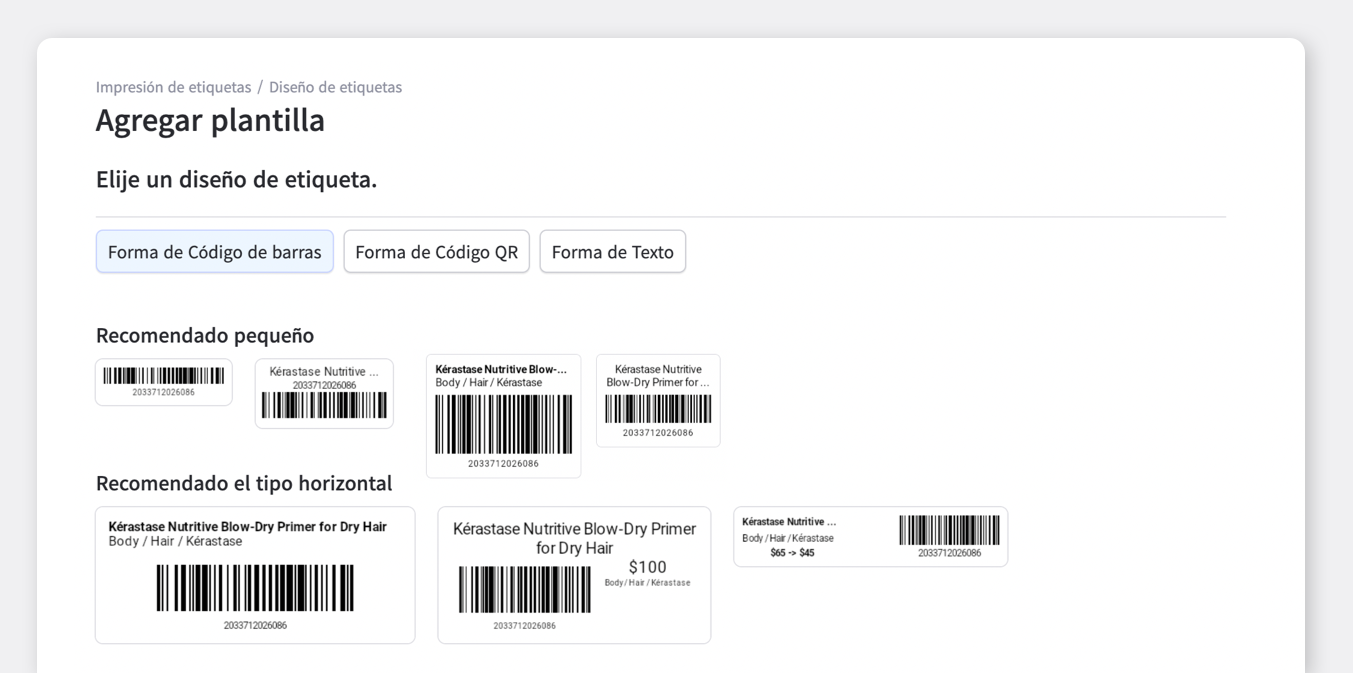 Impresión de etiquetas / Diseño de etiquetas
Agregar plantilla
Elije un diseño de etiqueta.
Forma de Código de barras
Forma de Código QR
Forma de Texto
Recomendado pequeño
2033712026086
Kérastase Nutritive ...
2033712026086
Kérastase Nutritive Blow-...
Body / Hair / Kérastase
2033712026086
Kérastase Nutritive
Blow-Dry Primer for ...
2033712026086
Recomendado el tipo horizontal
Kérastase Nutritive Blow-Dry Primer for Dry Hair
Body / Hair / Kérastase
2033712026086
Kérastase Nutritive Blow-Dry Primer
for Dry Hair
$100
Body / Hair / Kérastase
2033712026086
Kérastase Nutritive ...
Body / Hair / Kérastase
$65 -> $45
2033712026086